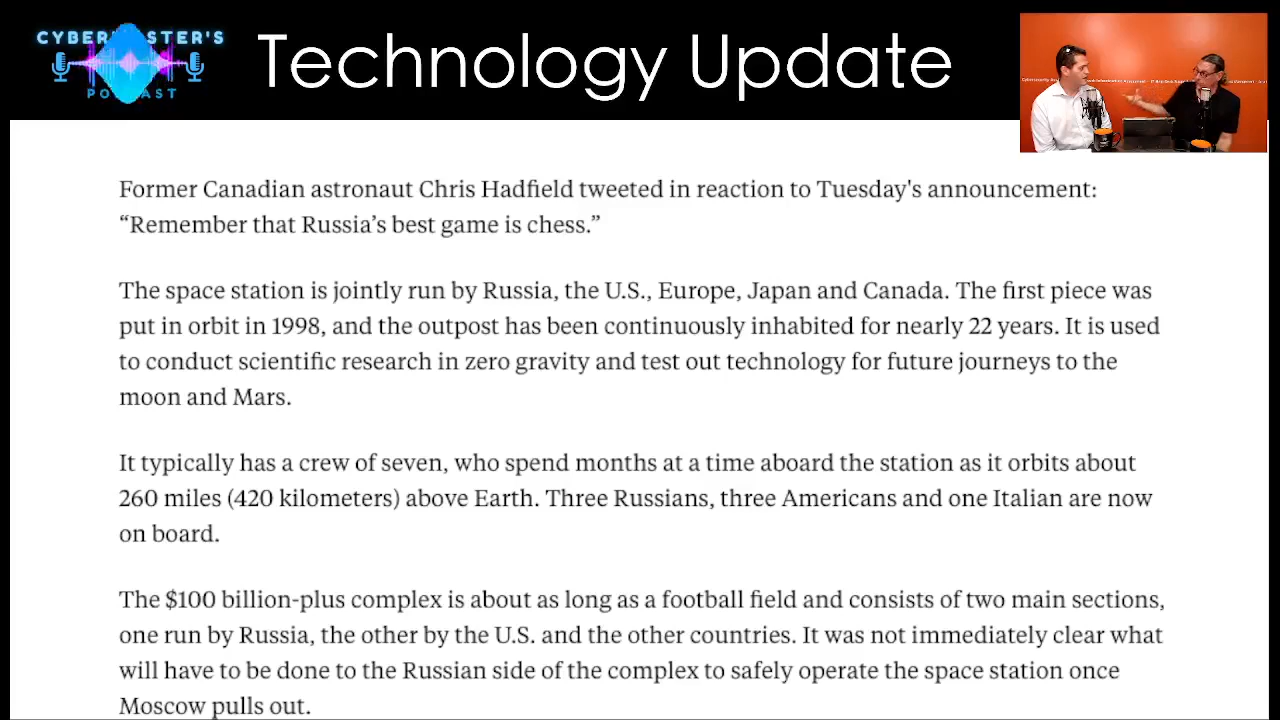 CYBER STER'S
PODCAST
Technology Update
Former Canadian astronaut Chris Hadfield tweeted in reaction to Tuesday's announcement:
“Remember that Russia’s best game is chess.”
The space station is jointly run by Russia, the U.S., Europe, Japan and Canada. The first piece was
put in orbit in 1998, and the outpost has been continuously inhabited for nearly 22 years. It is used
to conduct scientific research in zero gravity and test out technology for future journeys to the
moon and Mars.
It typically has a crew of seven, who spend months at a time aboard the station as it orbits about
260 miles (420 kilometers) above Earth. Three Russians, three Americans and one Italian are now
on board.
The $100 billion-plus complex is about as long as a football field and consists of two main sections,
one run by Russia, the other by the U.S. and the other countries. It was not immediately clear what
will have to be done to the Russian side of the complex to safely operate the space station once
Moscow pulls out.